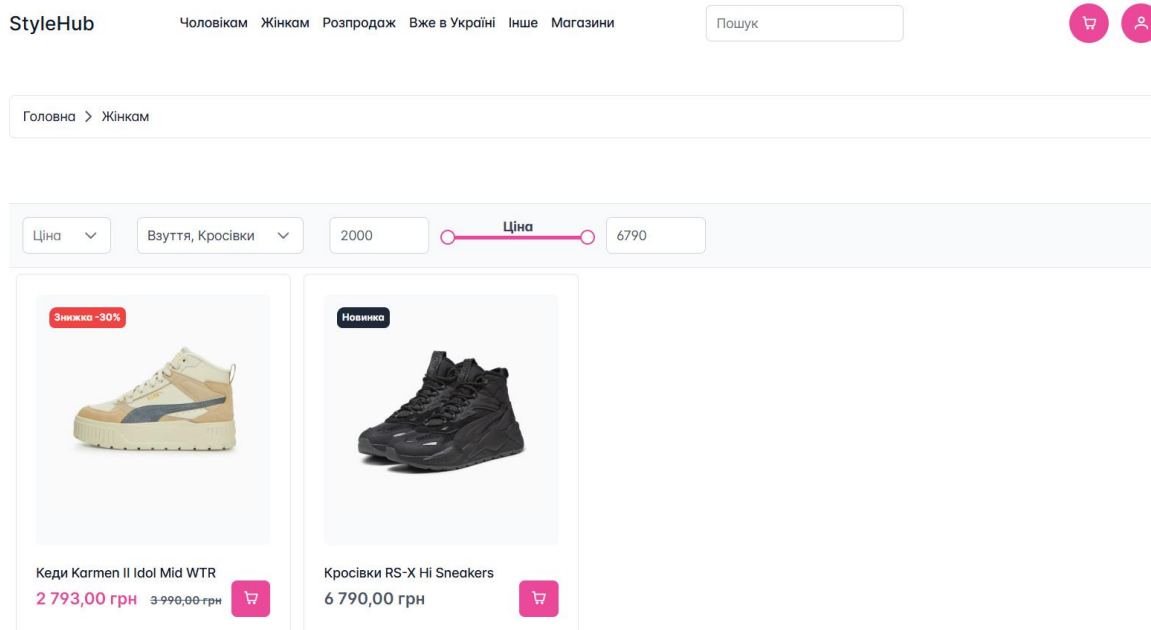 StyleHub Чоловікам Жінкам Розпродаж Вже в Україні Інше Магазини Пошук
Головна > Жінкам
Ціна Взуття, Кросівки 2000 Ціна 6790
Знижка -30%
Новинка
Кеди Karmen II Idol Mid WTR
2 793,00 грн 3 990,00 грн
Кросівки RS-X Hi Sneakers
6 790,00 грн